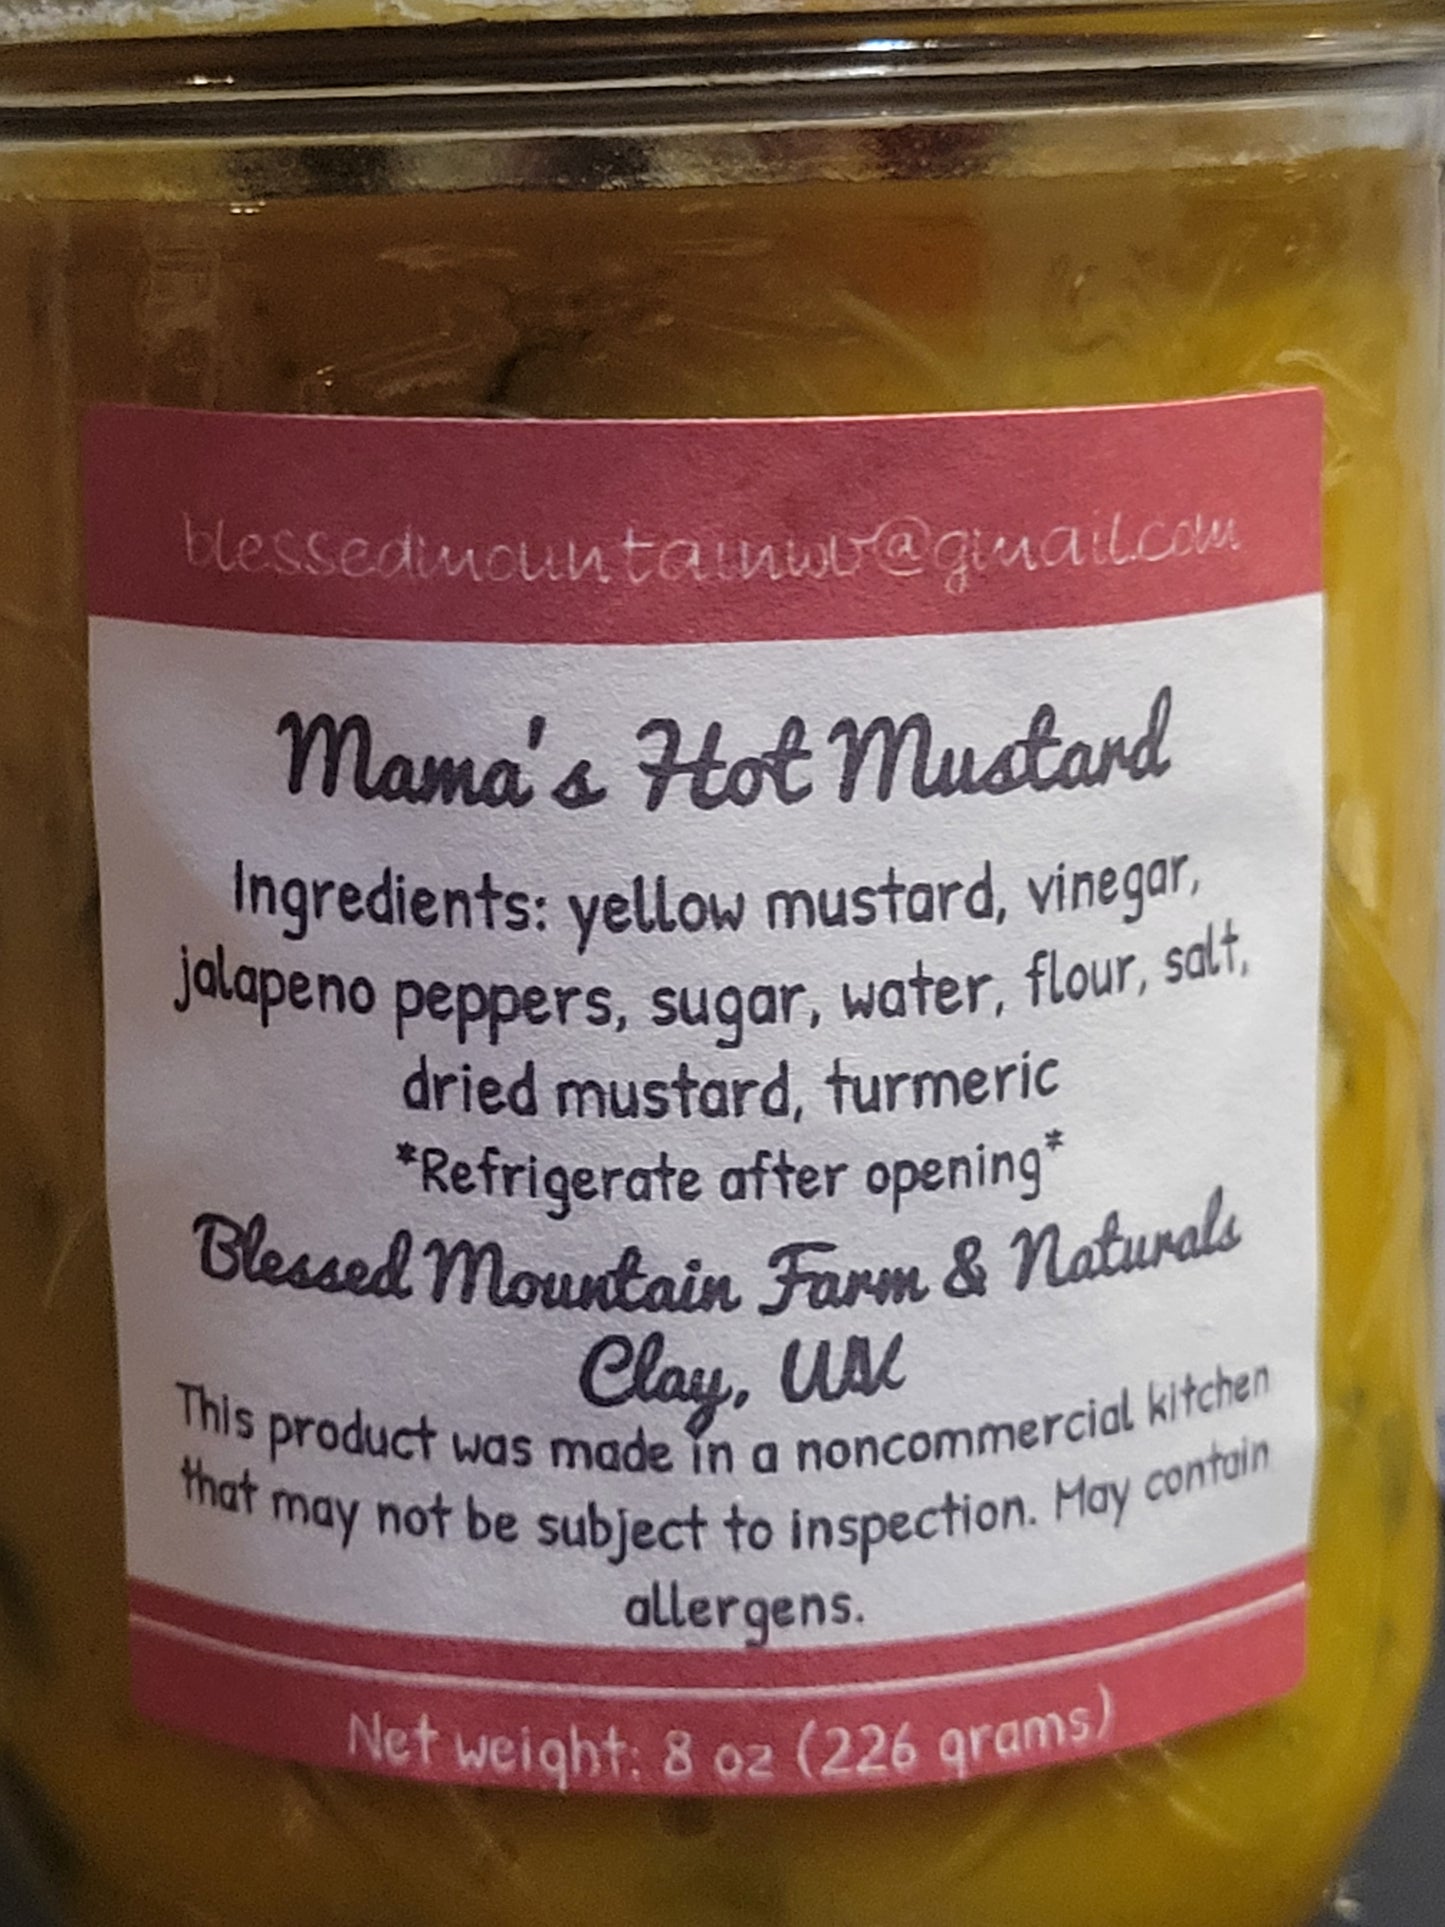 blessedmountainwv@gmail.com
Mama's Hot Mustard
Ingredients: yellow mustard, vinegar,
jalapeno peppers, sugar, water, flour, salt,
dried mustard, turmeric
*Refrigerate after opening*
Blessed Mountain Farm & Naturals
Clay, WV
This product was made in a noncommercial kitchen
that may not be subject to inspection. May contain
allergens.
Net weight: 8 oz (226 grams)